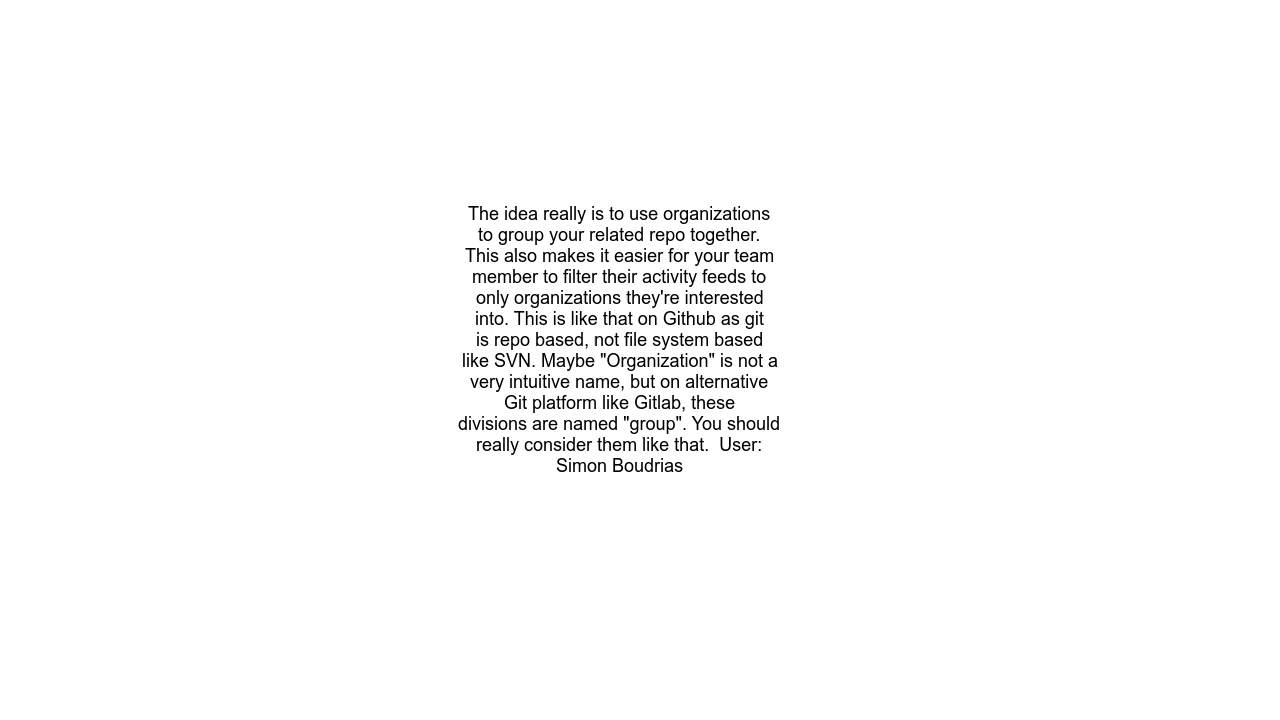 The idea really is to use organizations
to group your related repo together.
This also makes it easier for your team
member to filter their activity feeds to
only organizations they're interested
into. This is like that on Github as git
is repo based, not file system based
like SVN. Maybe "Organization" is not a
very intuitive name, but on alternative
Git platform like Gitlab, these
divisions are named "group". You should
really consider them like that.  User:
Simon Boudrias